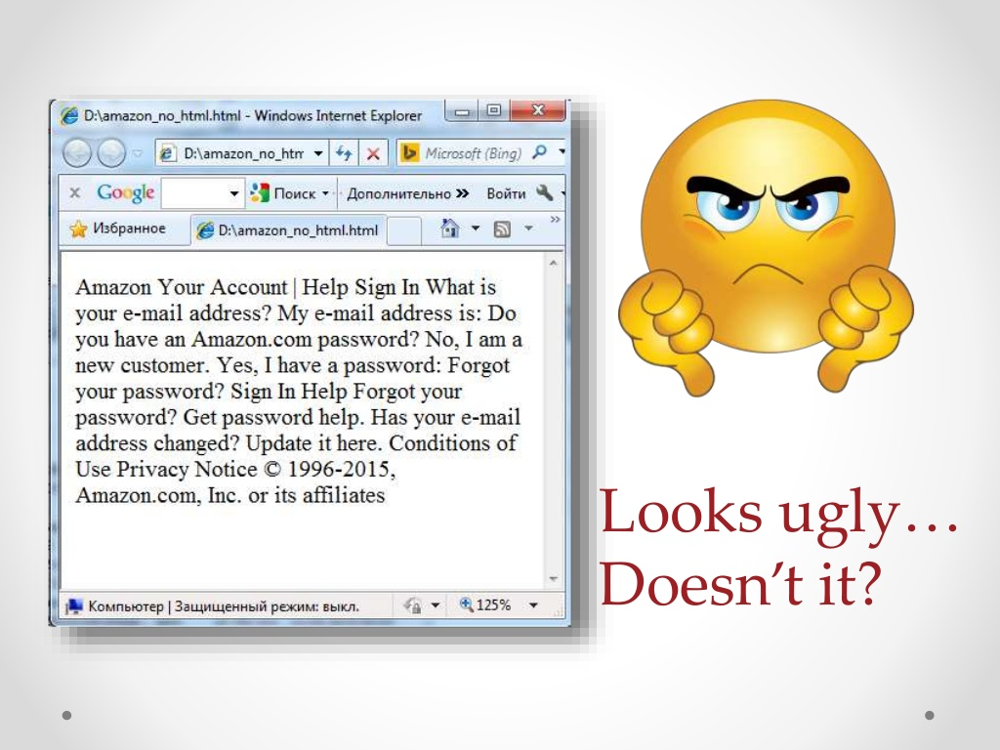 D:\amazon_no_html.html - Windows Internet Explorer
D:\amazon_no_htm Microsoft (Bing)
x Google Поиск Дополнительно » Войти
Избранное D:\amazon_no_html.html »
Amazon Your Account | Help Sign In What is
your e-mail address? My e-mail address is: Do
you have an Amazon.com password? No, I am a
new customer. Yes, I have a password: Forgot
your password? Sign In Help Forgot your
password? Get password help. Has your e-mail
address changed? Update it here. Conditions of
Use Privacy Notice © 1996-2015,
Amazon.com, Inc. or its affiliates
Компьютер | Защищенный режим: выкл. 125%
Looks ugly…
Doesn’t it?